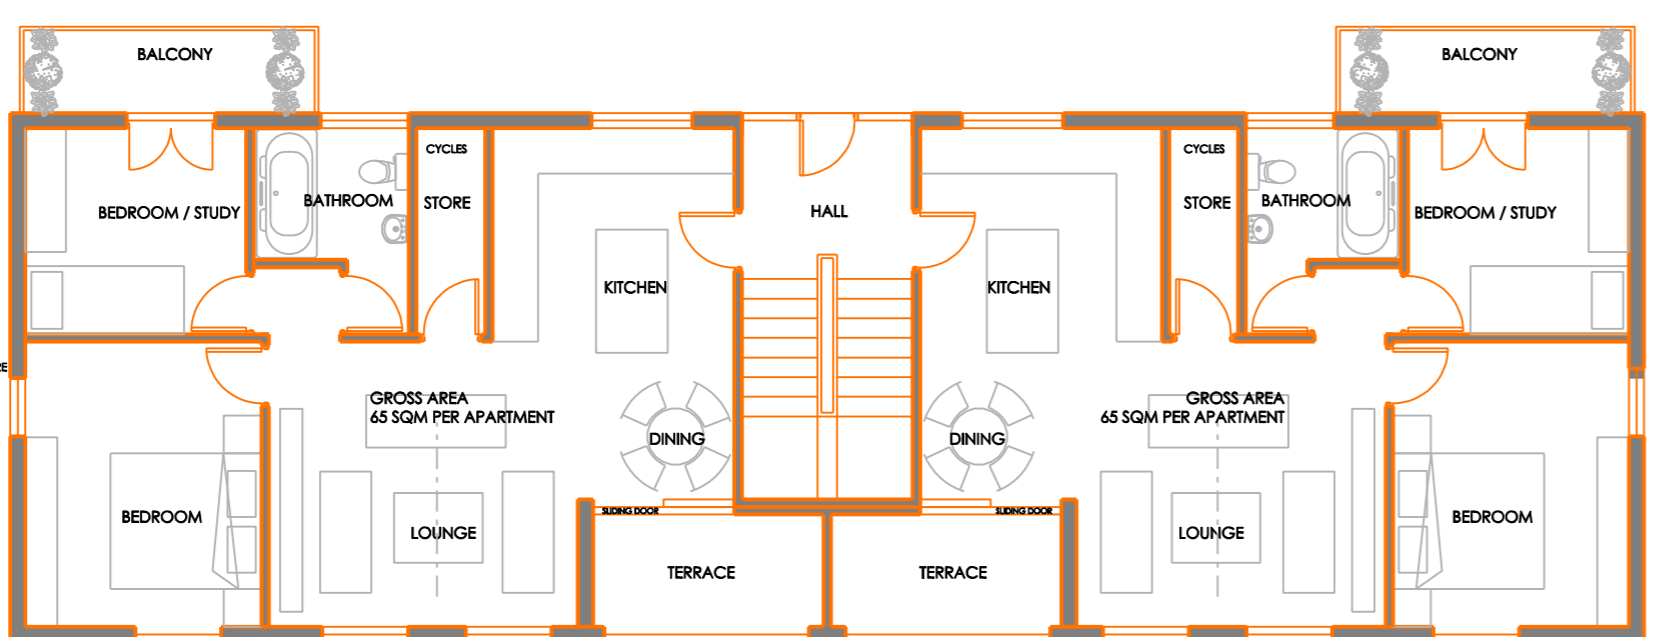 BALCONY
BALCONY
CYCLES
STORE
CYCLES
STORE
BATHROOM
BATHROOM
BEDROOM / STUDY
HALL
BEDROOM / STUDY
KITCHEN
KITCHEN
RE
GROSS AREA
65 SQM PER APARTMENT
GROSS AREA
65 SQM PER APARTMENT
DINING
DINING
SLIDING DOOR
SLIDING DOOR
BEDROOM
LOUNGE
LOUNGE
BEDROOM
TERRACE
TERRACE